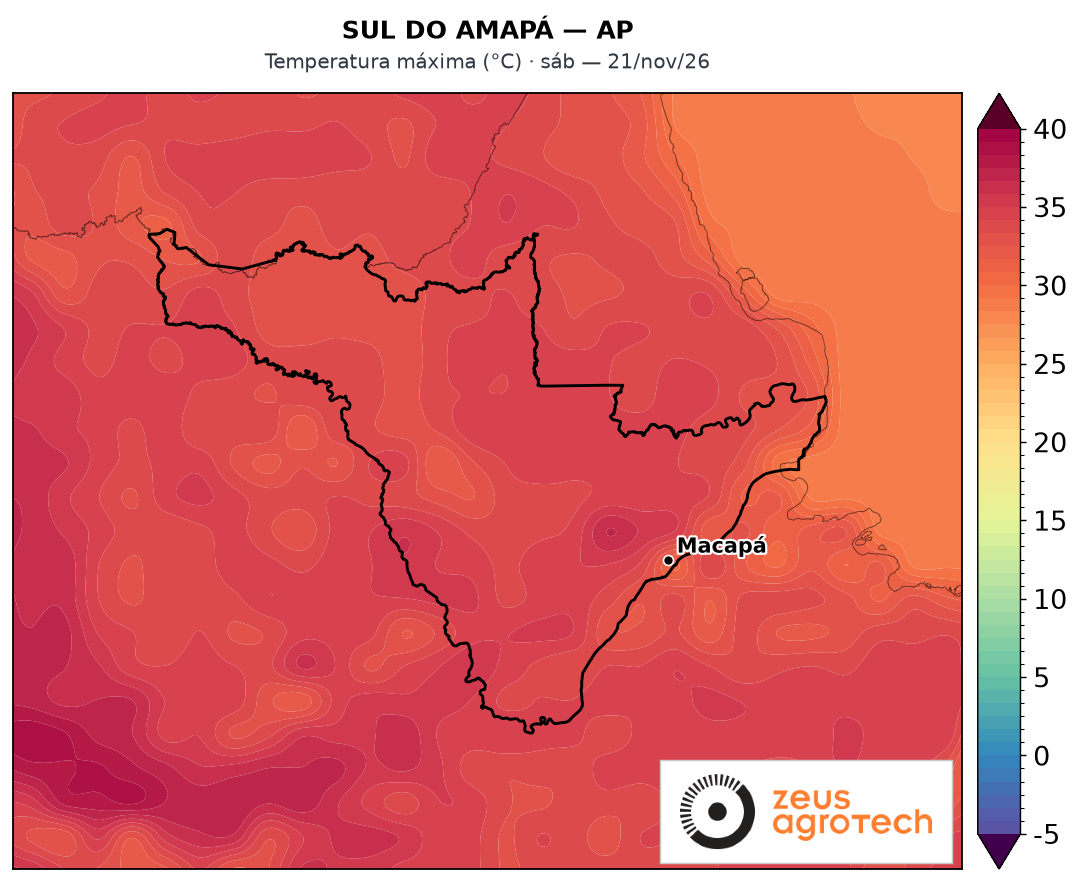 SUL DO AMAPÁ — AP
Temperatura máxima (°C) · sáb — 21/nov/26
40
35
30
25
20
15
10
5
0
-5
Macapá
zeus
agrotech